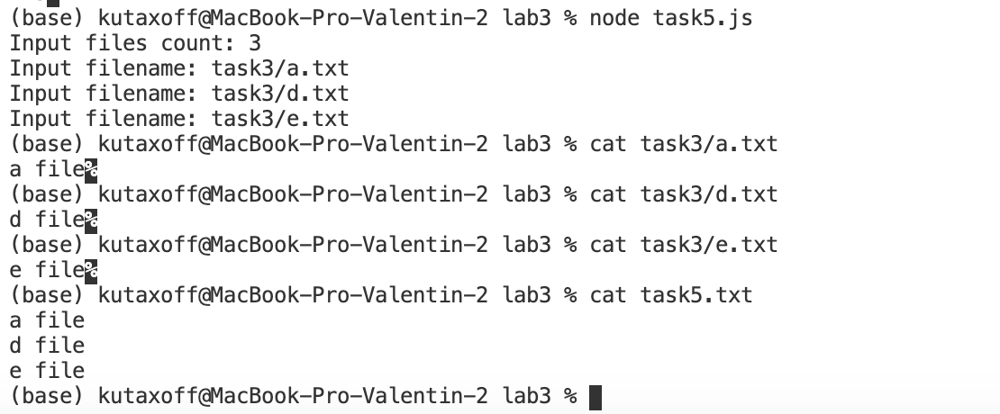 (base) kutaxoff@MacBook-Pro-Valentin-2 lab3 % node task5.js
Input files count: 3
Input filename: task3/a.txt
Input filename: task3/d.txt
Input filename: task3/e.txt
(base) kutaxoff@MacBook-Pro-Valentin-2 lab3 % cat task3/a.txt
a file%
(base) kutaxoff@MacBook-Pro-Valentin-2 lab3 % cat task3/d.txt
d file%
(base) kutaxoff@MacBook-Pro-Valentin-2 lab3 % cat task3/e.txt
e file%
(base) kutaxoff@MacBook-Pro-Valentin-2 lab3 % cat task5.txt
a file
d file
e file
(base) kutaxoff@MacBook-Pro-Valentin-2 lab3 %